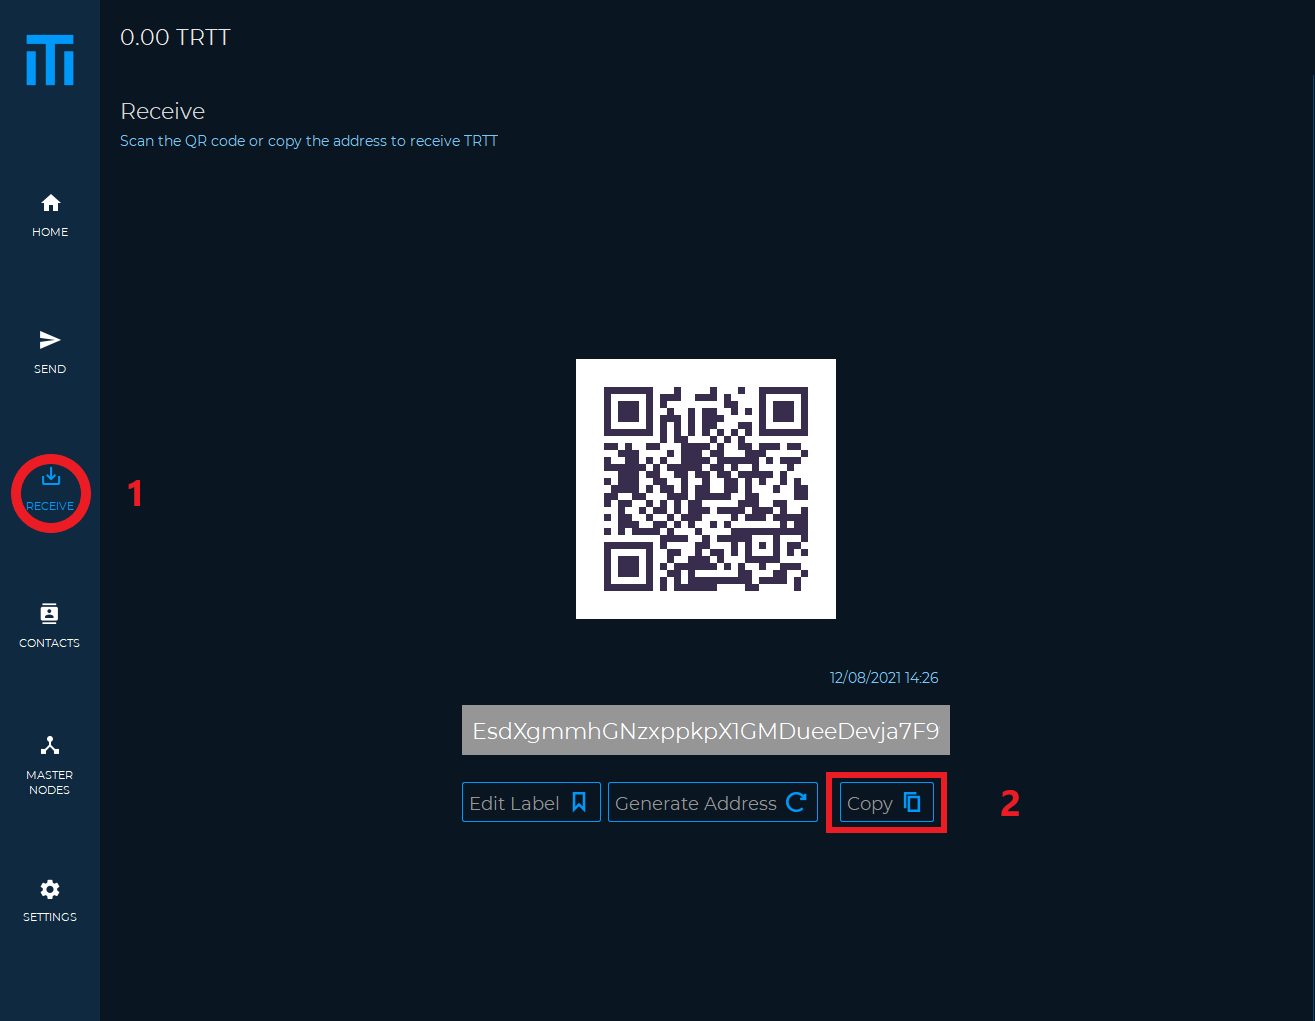 0.00 TRTT
Receive
Scan the QR code or copy the address to receive TRTT
HOME
SEND
RECEIVE
1
CONTACTS
12/08/2021 14:26
EsdXgmmhGNzxppkpX1GMDueeDevja7F9
MASTER
NODES
Edit Label
Generate Address
Copy
2
SETTINGS